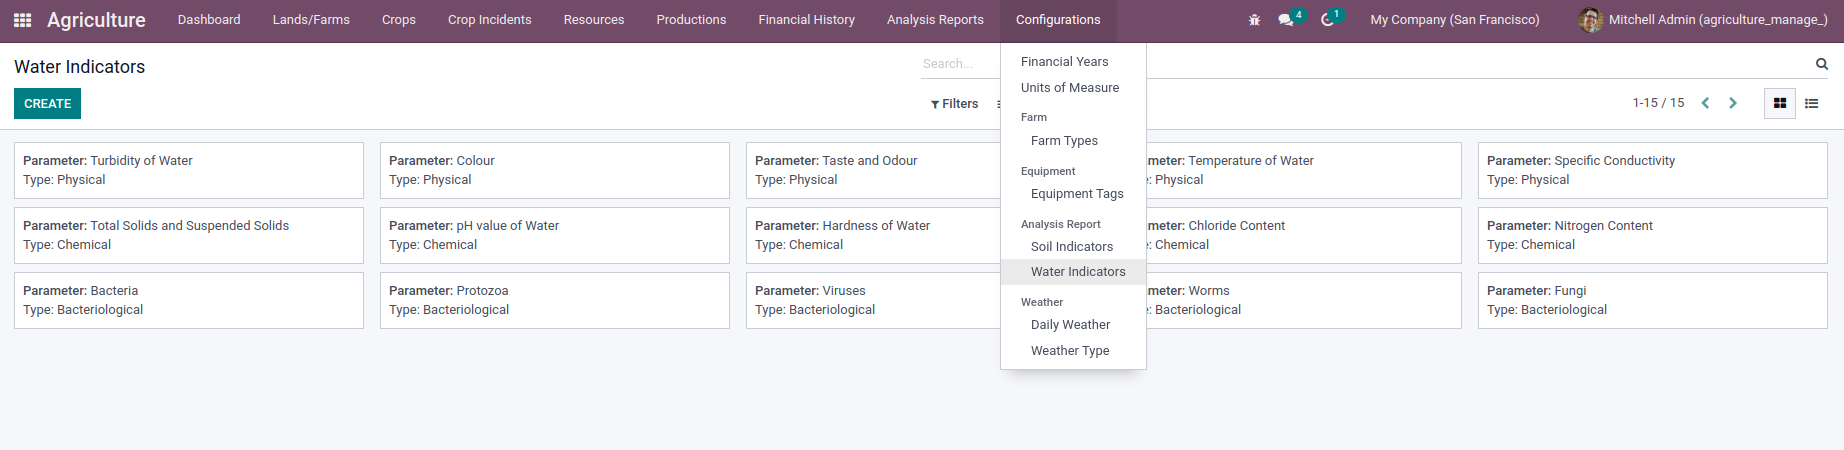 Agriculture Dashboard Lands/Farms Crops Crop Incidents Resources Productions Financial History Analysis Reports Configurations 4 1 My Company (San Francisco) Mitchell Admin (agriculture_manage_)
Water Indicators
Search...
CREATE
Filters
1-15 / 15
Financial Years
Units of Measure
Farm
Farm Types
Equipment
Equipment Tags
Analysis Report
Soil Indicators
Water Indicators
Weather
Daily Weather
Weather Type
Parameter: Turbidity of Water
Type: Physical
Parameter: Colour
Type: Physical
Parameter: Taste and Odour
Type: Physical
meter: Temperature of Water
: Physical
Parameter: Specific Conductivity
Type: Physical
Parameter: Total Solids and Suspended Solids
Type: Chemical
Parameter: pH value of Water
Type: Chemical
Parameter: Hardness of Water
Type: Chemical
meter: Chloride Content
: Chemical
Parameter: Nitrogen Content
Type: Chemical
Parameter: Bacteria
Type: Bacteriological
Parameter: Protozoa
Type: Bacteriological
Parameter: Viruses
Type: Bacteriological
meter: Worms
: Bacteriological
Parameter: Fungi
Type: Bacteriological